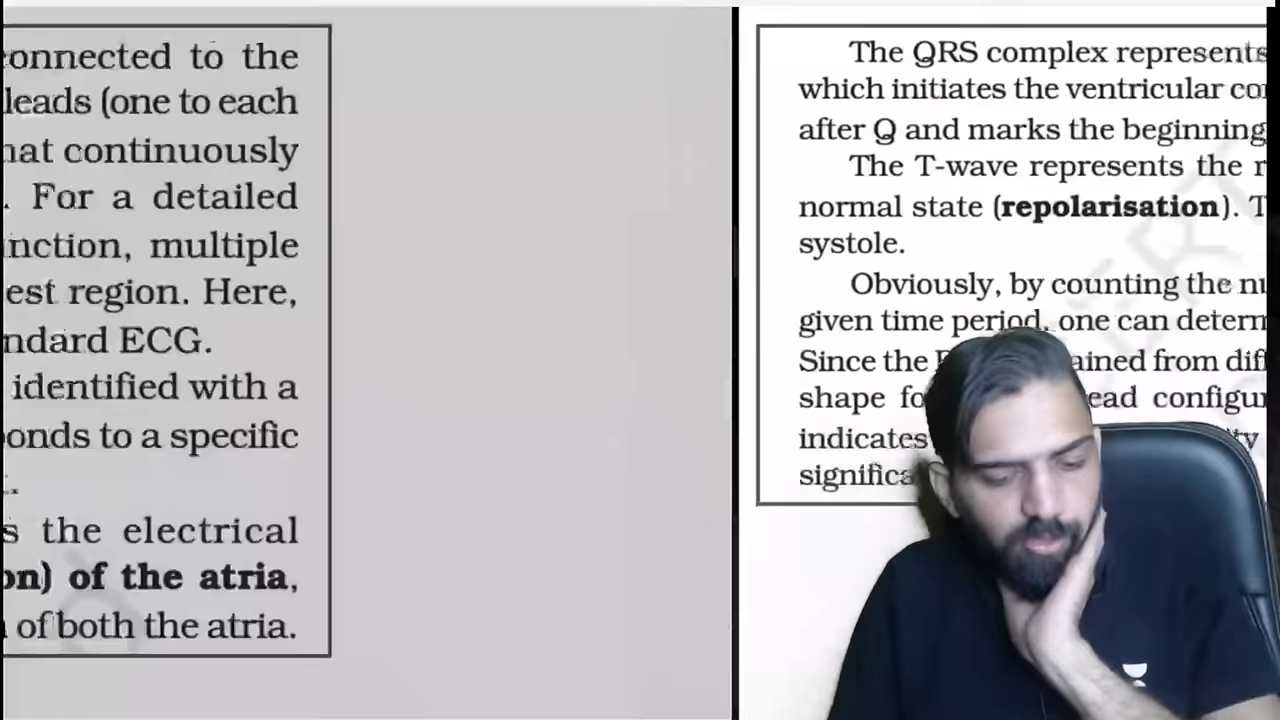 connected to the
leads (one to each
hat continuously
. For a detailed
nction, multiple
est region. Here,
ndard ECG.
identified with a
onds to a specific
s the electrical
on) of the atria,
of both the atria.
The QRS complex represents
which initiates the ventricular co
after Q and marks the beginning
The T-wave represents the r
normal state (repolarisation). T
systole.
Obviously, by counting the nu
given time period, one can determ
Since the ained from dif
shape fo ead configu
indicates ty
significa